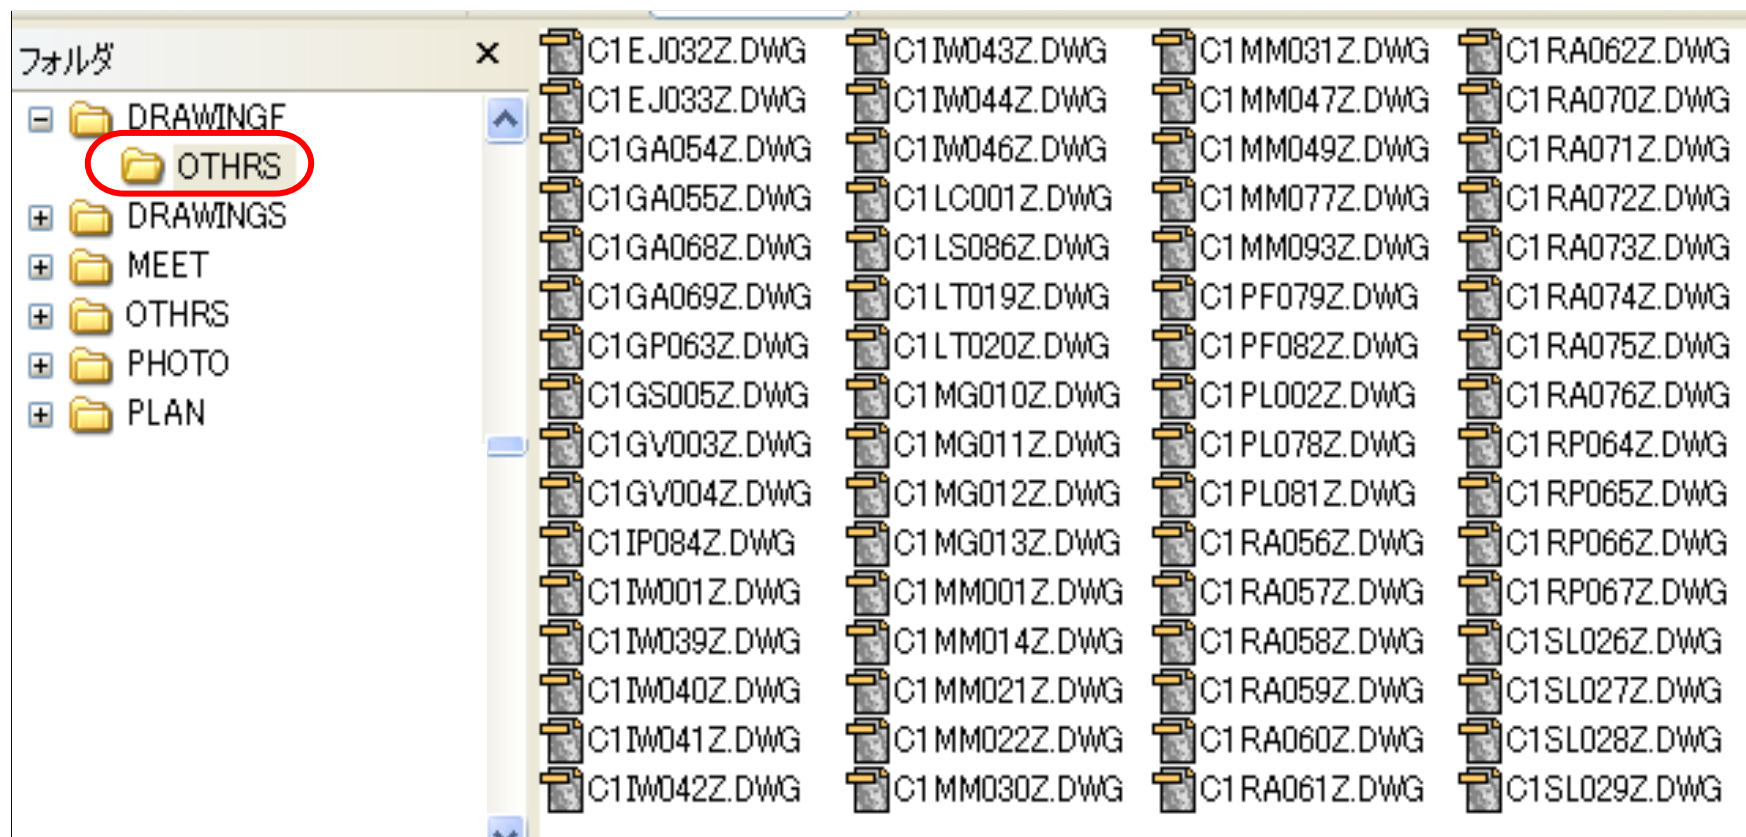 フォルダ
DRAWINGF
OTHRS
DRAWINGS
MEET
OTHRS
PHOTO
PLAN
C1EJ032Z.DWG
C1EJ033Z.DWG
C1GA054Z.DWG
C1GA055Z.DWG
C1GA068Z.DWG
C1GA069Z.DWG
C1GP063Z.DWG
C1GS005Z.DWG
C1GV003Z.DWG
C1GV004Z.DWG
C1IP084Z.DWG
C1IW001Z.DWG
C1IW039Z.DWG
C1IW040Z.DWG
C1IW041Z.DWG
C1IW042Z.DWG
C1IW043Z.DWG
C1IW044Z.DWG
C1IW046Z.DWG
C1LC001Z.DWG
C1LS086Z.DWG
C1LT019Z.DWG
C1LT020Z.DWG
C1MG010Z.DWG
C1MG011Z.DWG
C1MG012Z.DWG
C1MG013Z.DWG
C1MM001Z.DWG
C1MM014Z.DWG
C1MM021Z.DWG
C1MM022Z.DWG
C1MM030Z.DWG
C1MM031Z.DWG
C1MM047Z.DWG
C1MM049Z.DWG
C1MM077Z.DWG
C1MM093Z.DWG
C1PF079Z.DWG
C1PF082Z.DWG
C1PL002Z.DWG
C1PL078Z.DWG
C1PL081Z.DWG
C1RA056Z.DWG
C1RA057Z.DWG
C1RA058Z.DWG
C1RA059Z.DWG
C1RA060Z.DWG
C1RA061Z.DWG
C1RA062Z.DWG
C1RA070Z.DWG
C1RA071Z.DWG
C1RA072Z.DWG
C1RA073Z.DWG
C1RA074Z.DWG
C1RA075Z.DWG
C1RA076Z.DWG
C1RP064Z.DWG
C1RP065Z.DWG
C1RP066Z.DWG
C1RP067Z.DWG
C1SL026Z.DWG
C1SL027Z.DWG
C1SL028Z.DWG
C1SL029Z.DWG